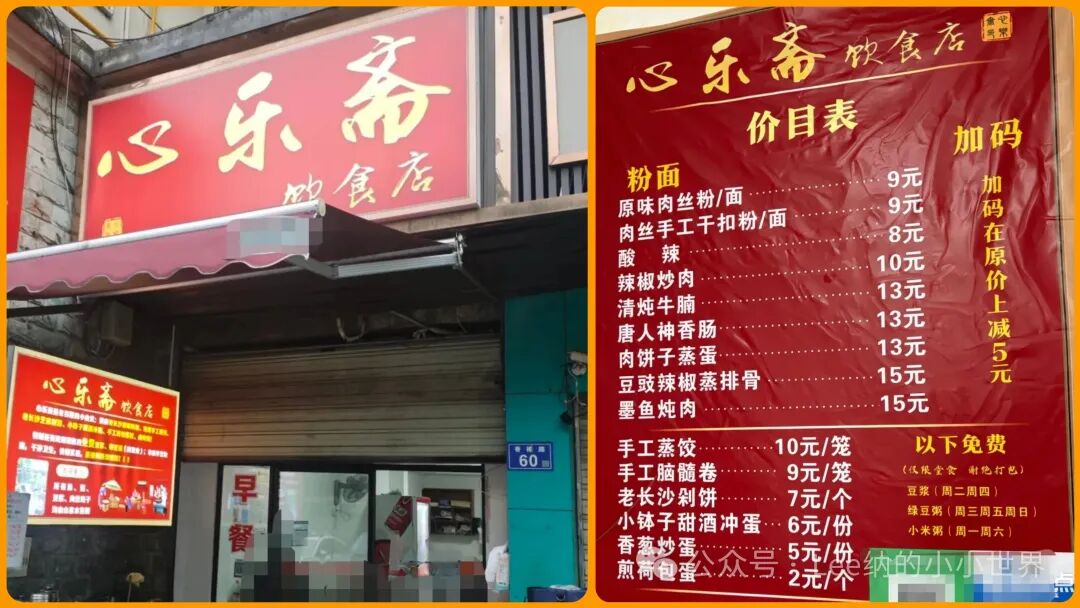 心乐斋
饮食店
心乐斋 饮食店
早餐
60
心乐斋 饮食店
价目表
粉面
原味肉丝粉/面 9元
肉丝手工干扣粉/面 9元
酸 辣 8元
辣椒炒肉 10元
清炖牛腩 13元
唐人神香肠 13元
肉饼子蒸蛋 13元
豆豉辣椒蒸排骨 15元
墨鱼炖肉 15元
加码
加码在原价上减5元
手工蒸饺 10元/笼
手工脑髓卷 9元/笼
老长沙剁饼 7元/个
小钵子甜酒冲蛋 6元/份
香葱炒蛋 5元/份
煎荷包蛋 2元/个
以下免费
(仅限堂食 谢绝打包)
豆浆（周二周四）
绿豆粥（周三周五周日）
小米粥（周一周六）
公众号·Lee纳的小小世界
点